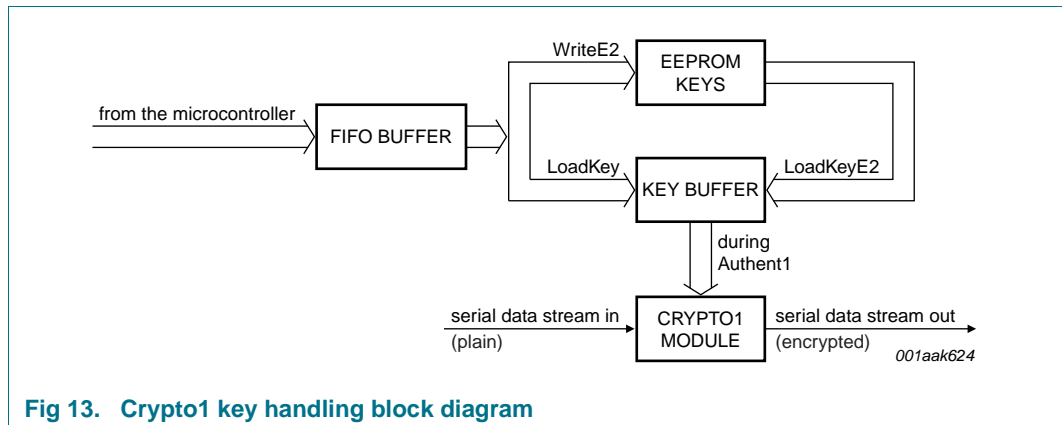 WriteE2
EEPROM
KEYS
from the microcontroller
FIFO BUFFER
LoadKey
LoadKeyE2
KEY BUFFER
during
Authent1
serial data stream in
(plain)
CRYPTO1
MODULE
serial data stream out
(encrypted)
001aak624
Fig 13. Crypto1 key handling block diagram